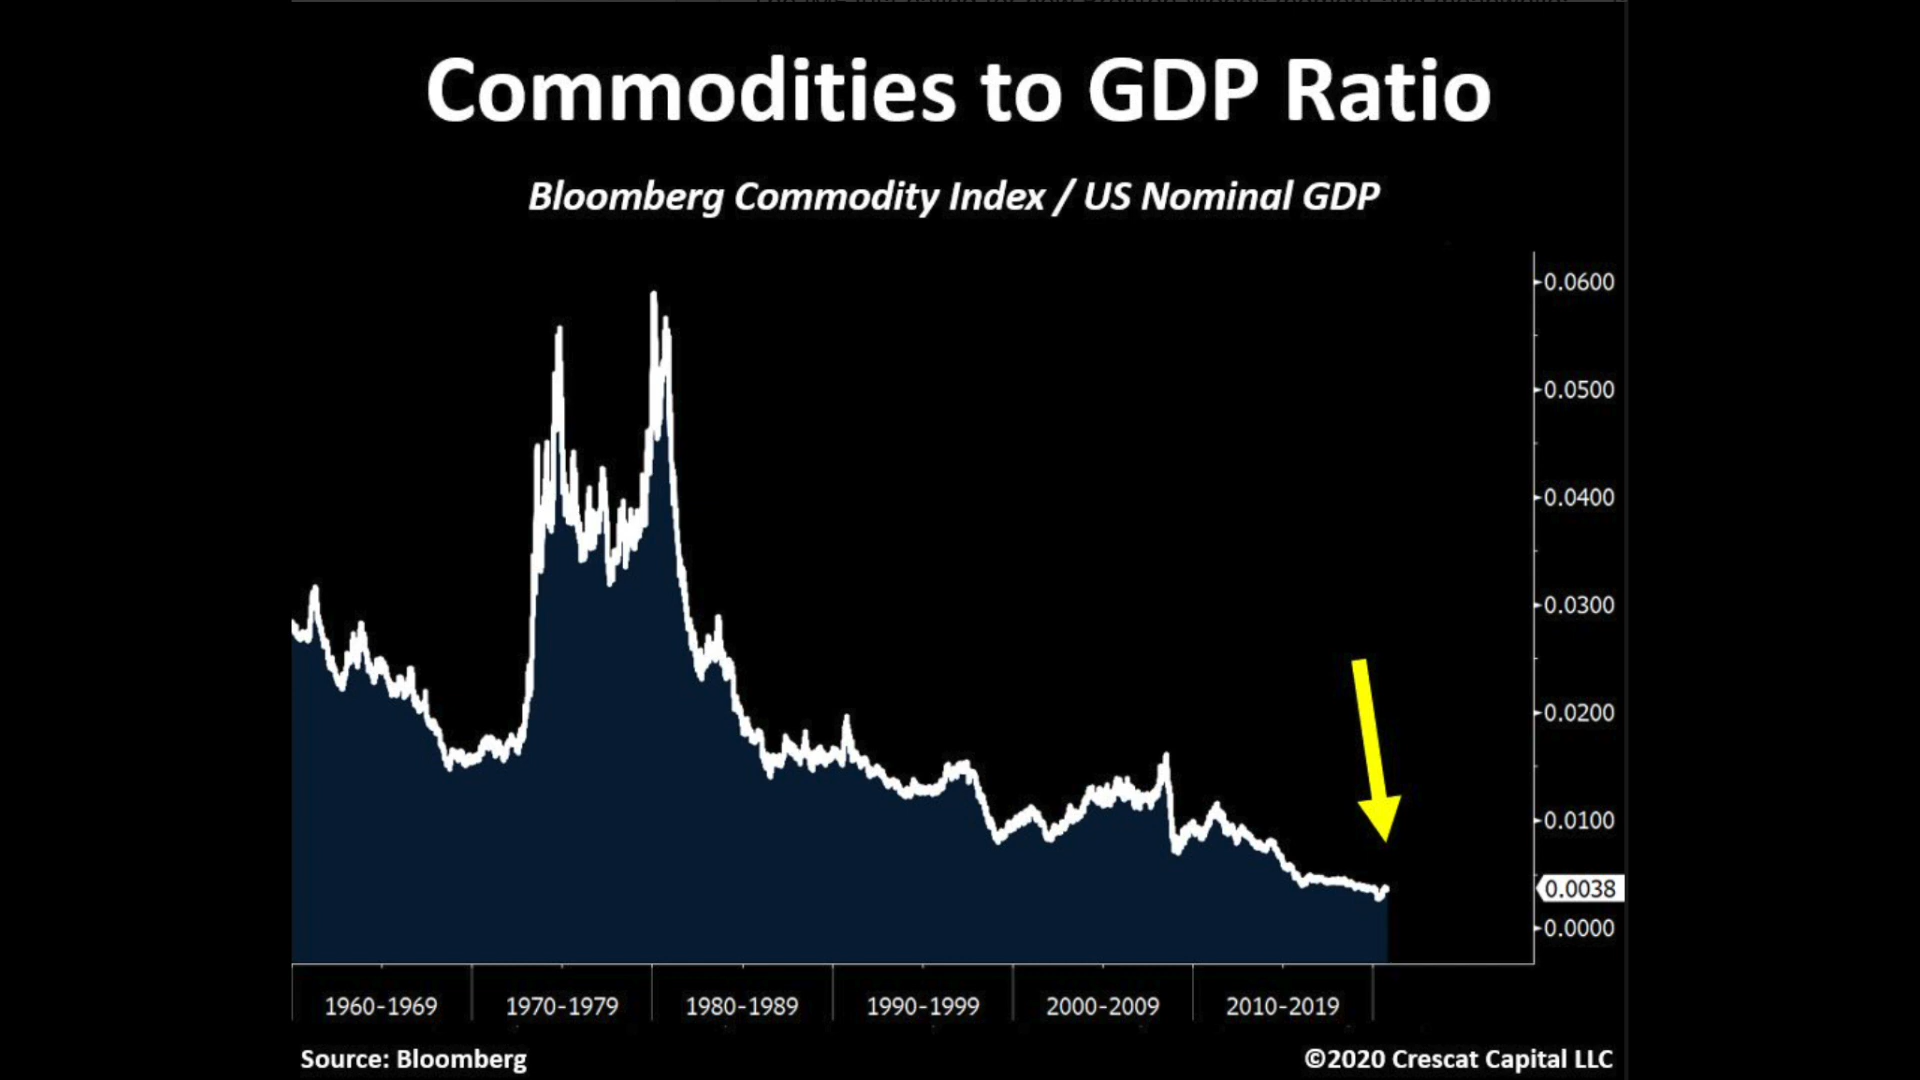 Commodities to GDP Ratio
Bloomberg Commodity Index / US Nominal GDP
0.0600
0.0500
0.0400
0.0300
0.0200
0.0100
0.0038
0.0000
1960-1969 1970-1979 1980-1989 1990-1999 2000-2009 2010-2019
Source: Bloomberg ©2020 Crescat Capital LLC